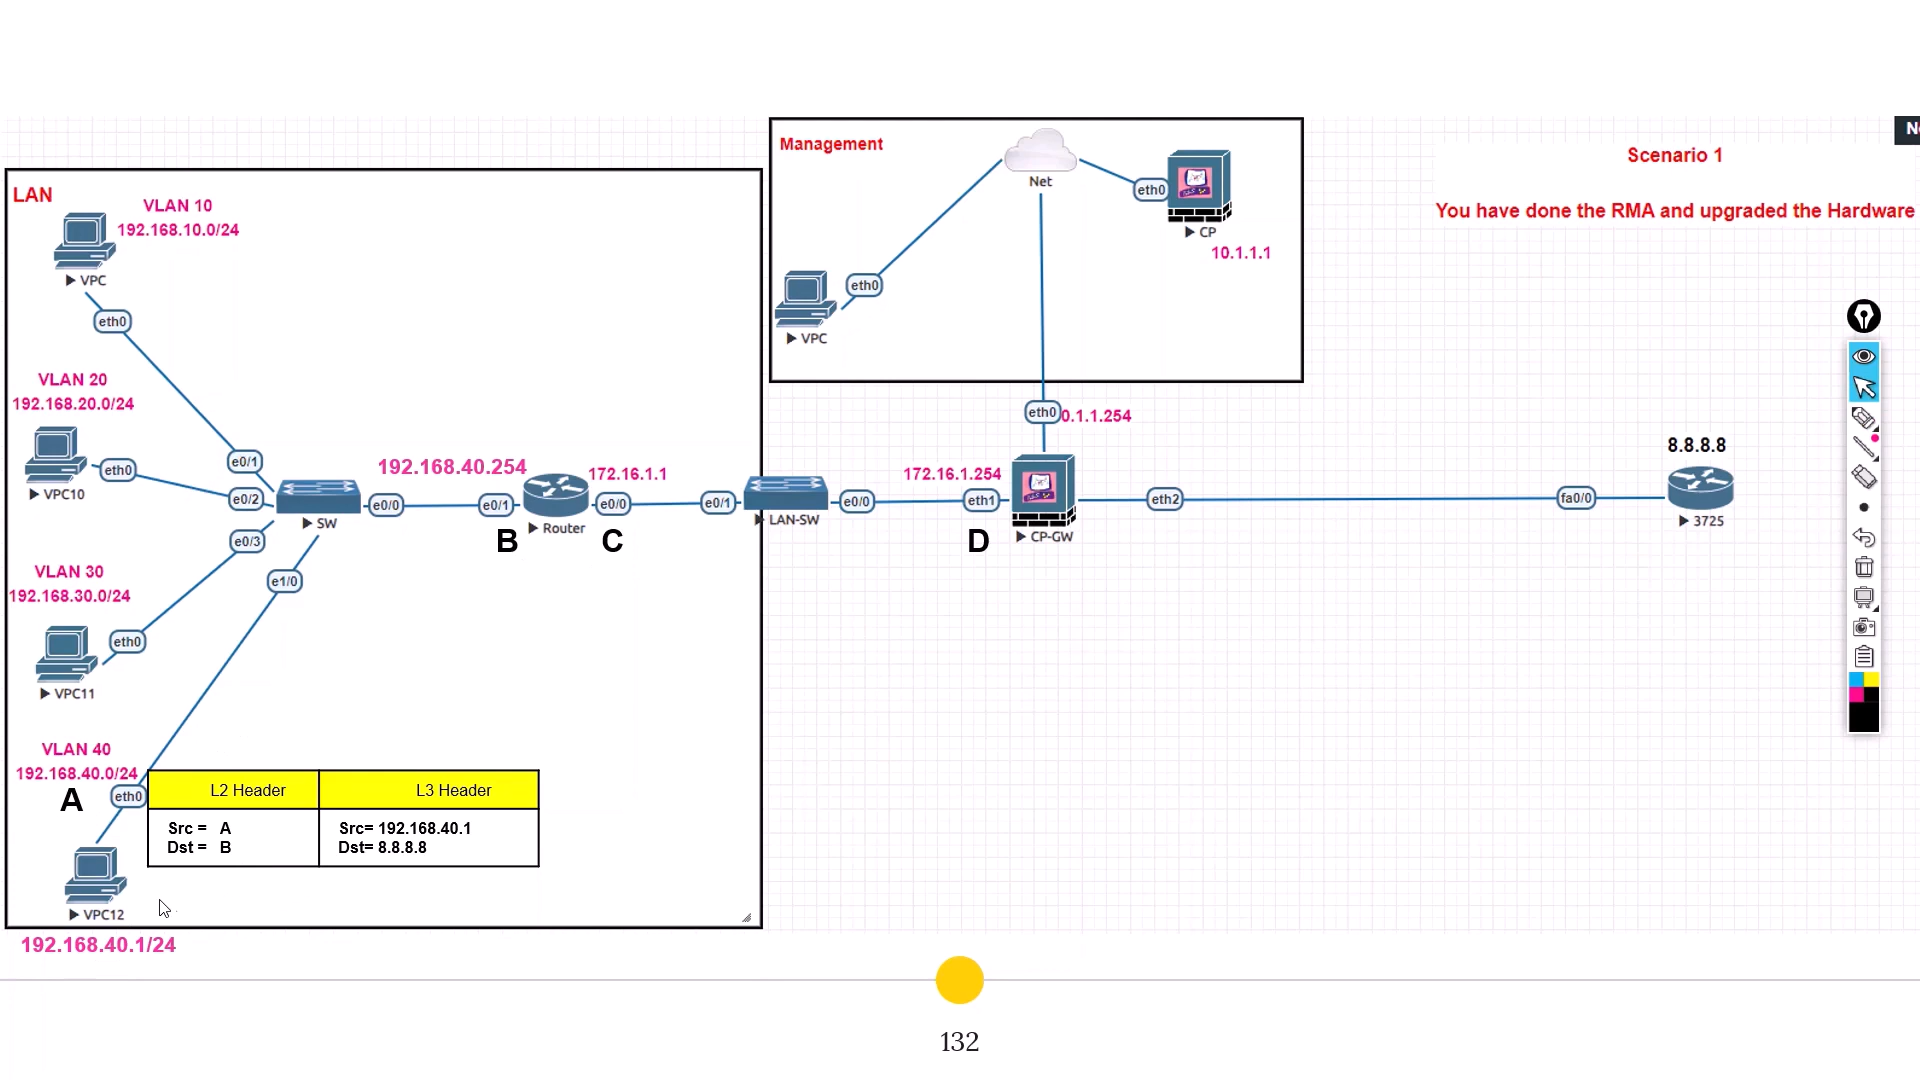 Management
Net
eth0
CP
10.1.1.1
eth0
VPC
Scenario 1
You have done the RMA and upgraded the Hardware
LAN
VLAN 10
192.168.10.0/24
VPC
eth0
VLAN 20
192.168.20.0/24
eth0
VPC10
e0/1
e0/2
e0/3
e1/0
SW
e0/0
192.168.40.254
e0/1
B
Router
172.16.1.1
e0/0
C
e0/1
LAN-SW
e0/0
172.16.1.254
eth1
D
eth0
0.1.1.254
CP-GW
eth2
8.8.8.8
fa0/0
3725
VLAN 30
192.168.30.0/24
eth0
VPC11
VLAN 40
192.168.40.0/24
A
eth0
L2 Header
L3 Header
Src = A
Dst = B
Src= 192.168.40.1
Dst= 8.8.8.8
VPC12
192.168.40.1/24
132